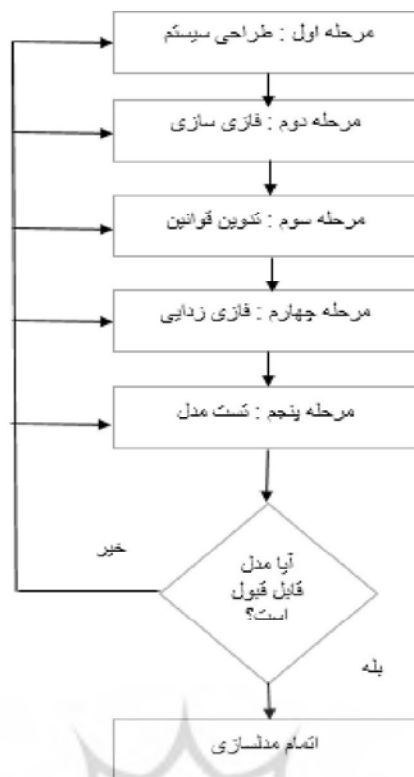 مرحله اول : طراحی سیستم
مرحله دوم : فازی سازی
مرحله سوم : تدوین قوانین
مرحله چهارم : فازی زدایی
مرحله پنجم : تست مدل
خیر
آیا مدل
قابل قبول
است؟
بله
اتمام مدلسازی